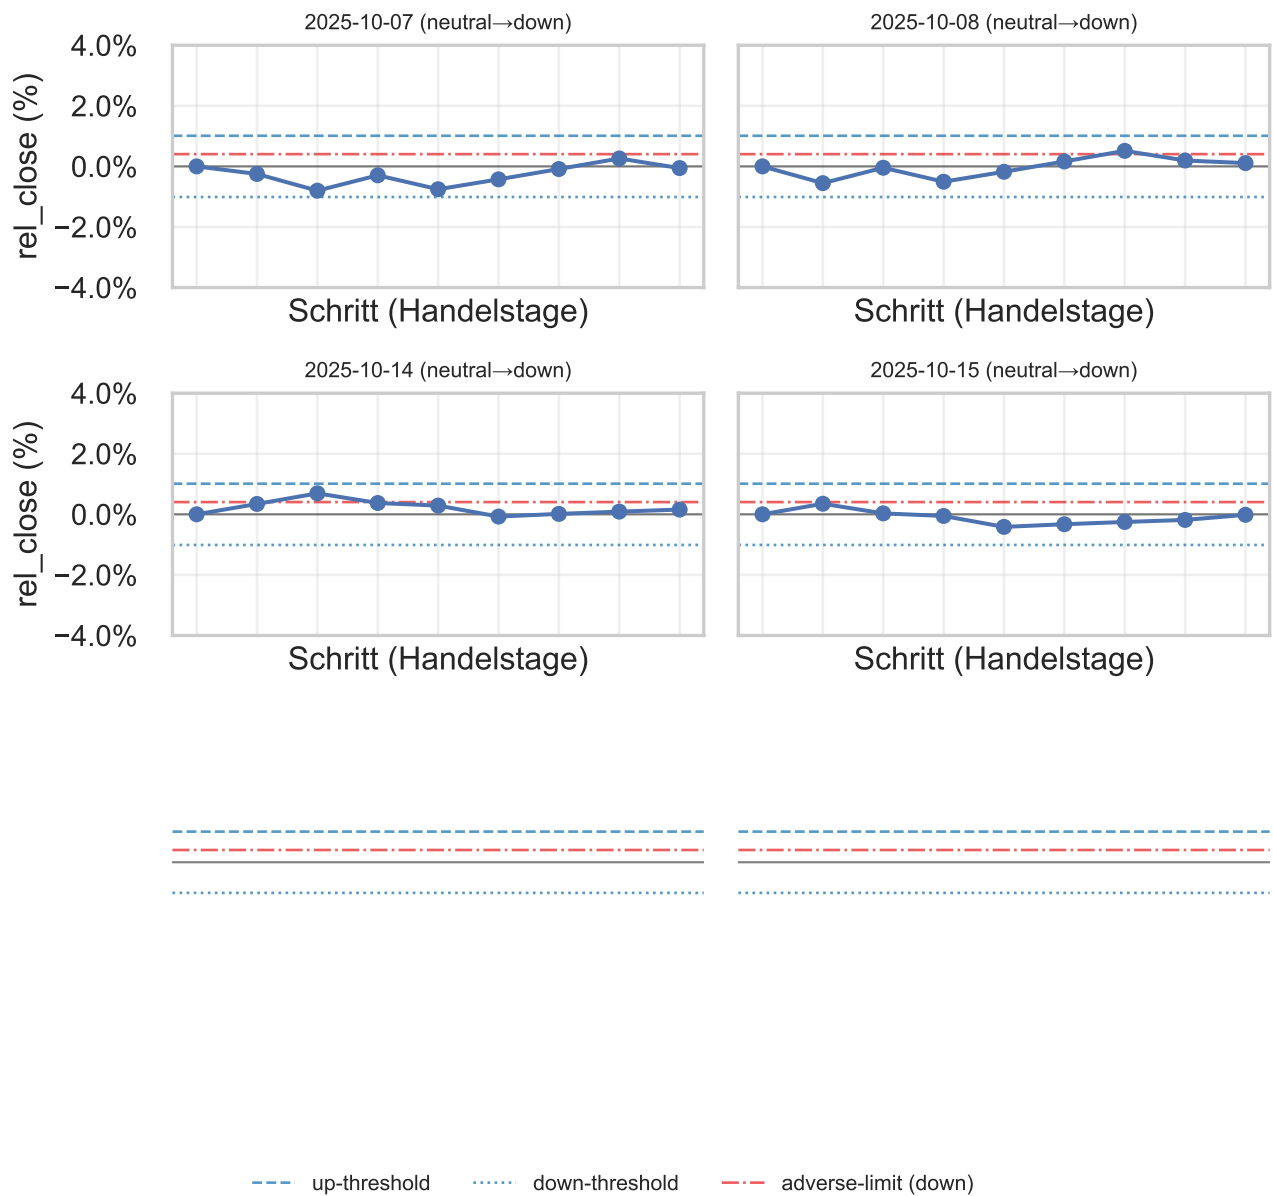 2025-10-07 (neutral→down)
2025-10-08 (neutral→down)
4.0%
2.0%
0.0%
−2.0%
−4.0%
rel_close (%)
Schritt (Handelstage)
Schritt (Handelstage)
2025-10-14 (neutral→down)
2025-10-15 (neutral→down)
4.0%
2.0%
0.0%
−2.0%
−4.0%
rel_close (%)
Schritt (Handelstage)
Schritt (Handelstage)
up-threshold
down-threshold
adverse-limit (down)